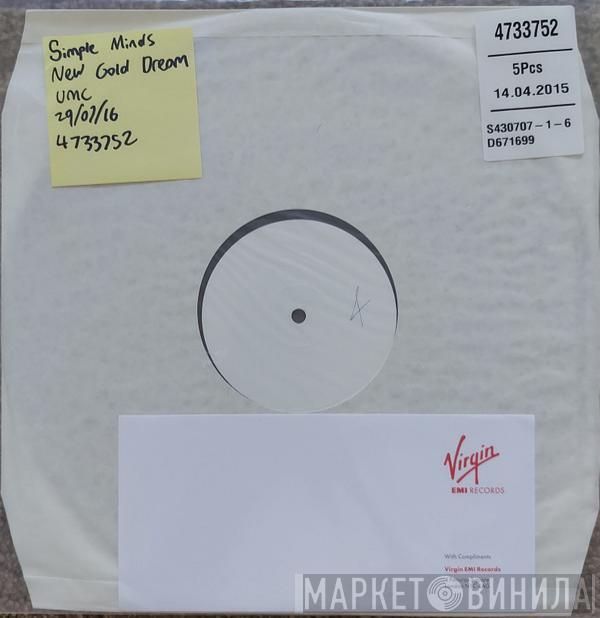 Simple Minds
New Gold Dream
UMC
29/07/16
4733752
4733752
5Pcs
14.04.2015
S430707-1-6
D671699
4
Virgin
EMI RECORDS
With Compliments
Virgin EMI Records
МАРКЕТ ВИНИЛА